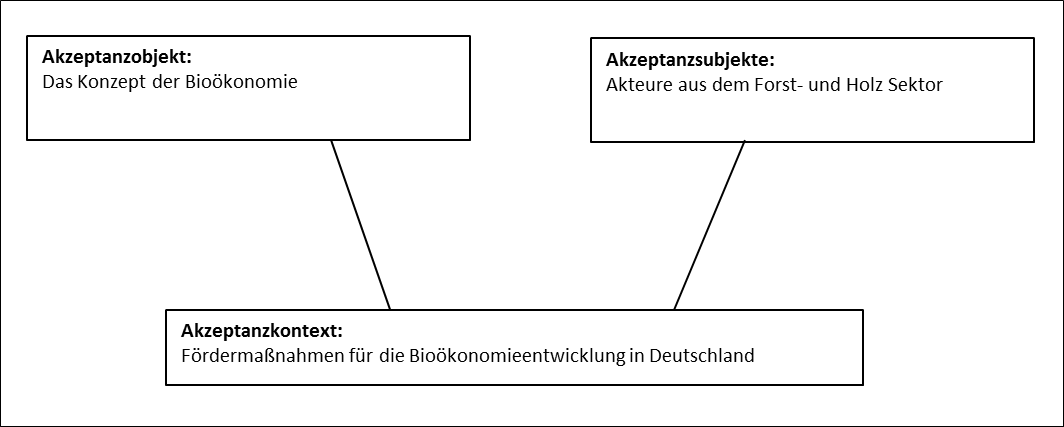 Akzeptanzobjekt:
Das Konzept der Bioökonomie
Akzeptanzsubjekte:
Akteure aus dem Forst- und Holz Sektor
Akzeptanzkontext:
Fördermaßnahmen für die Bioökonomieentwicklung in Deutschland